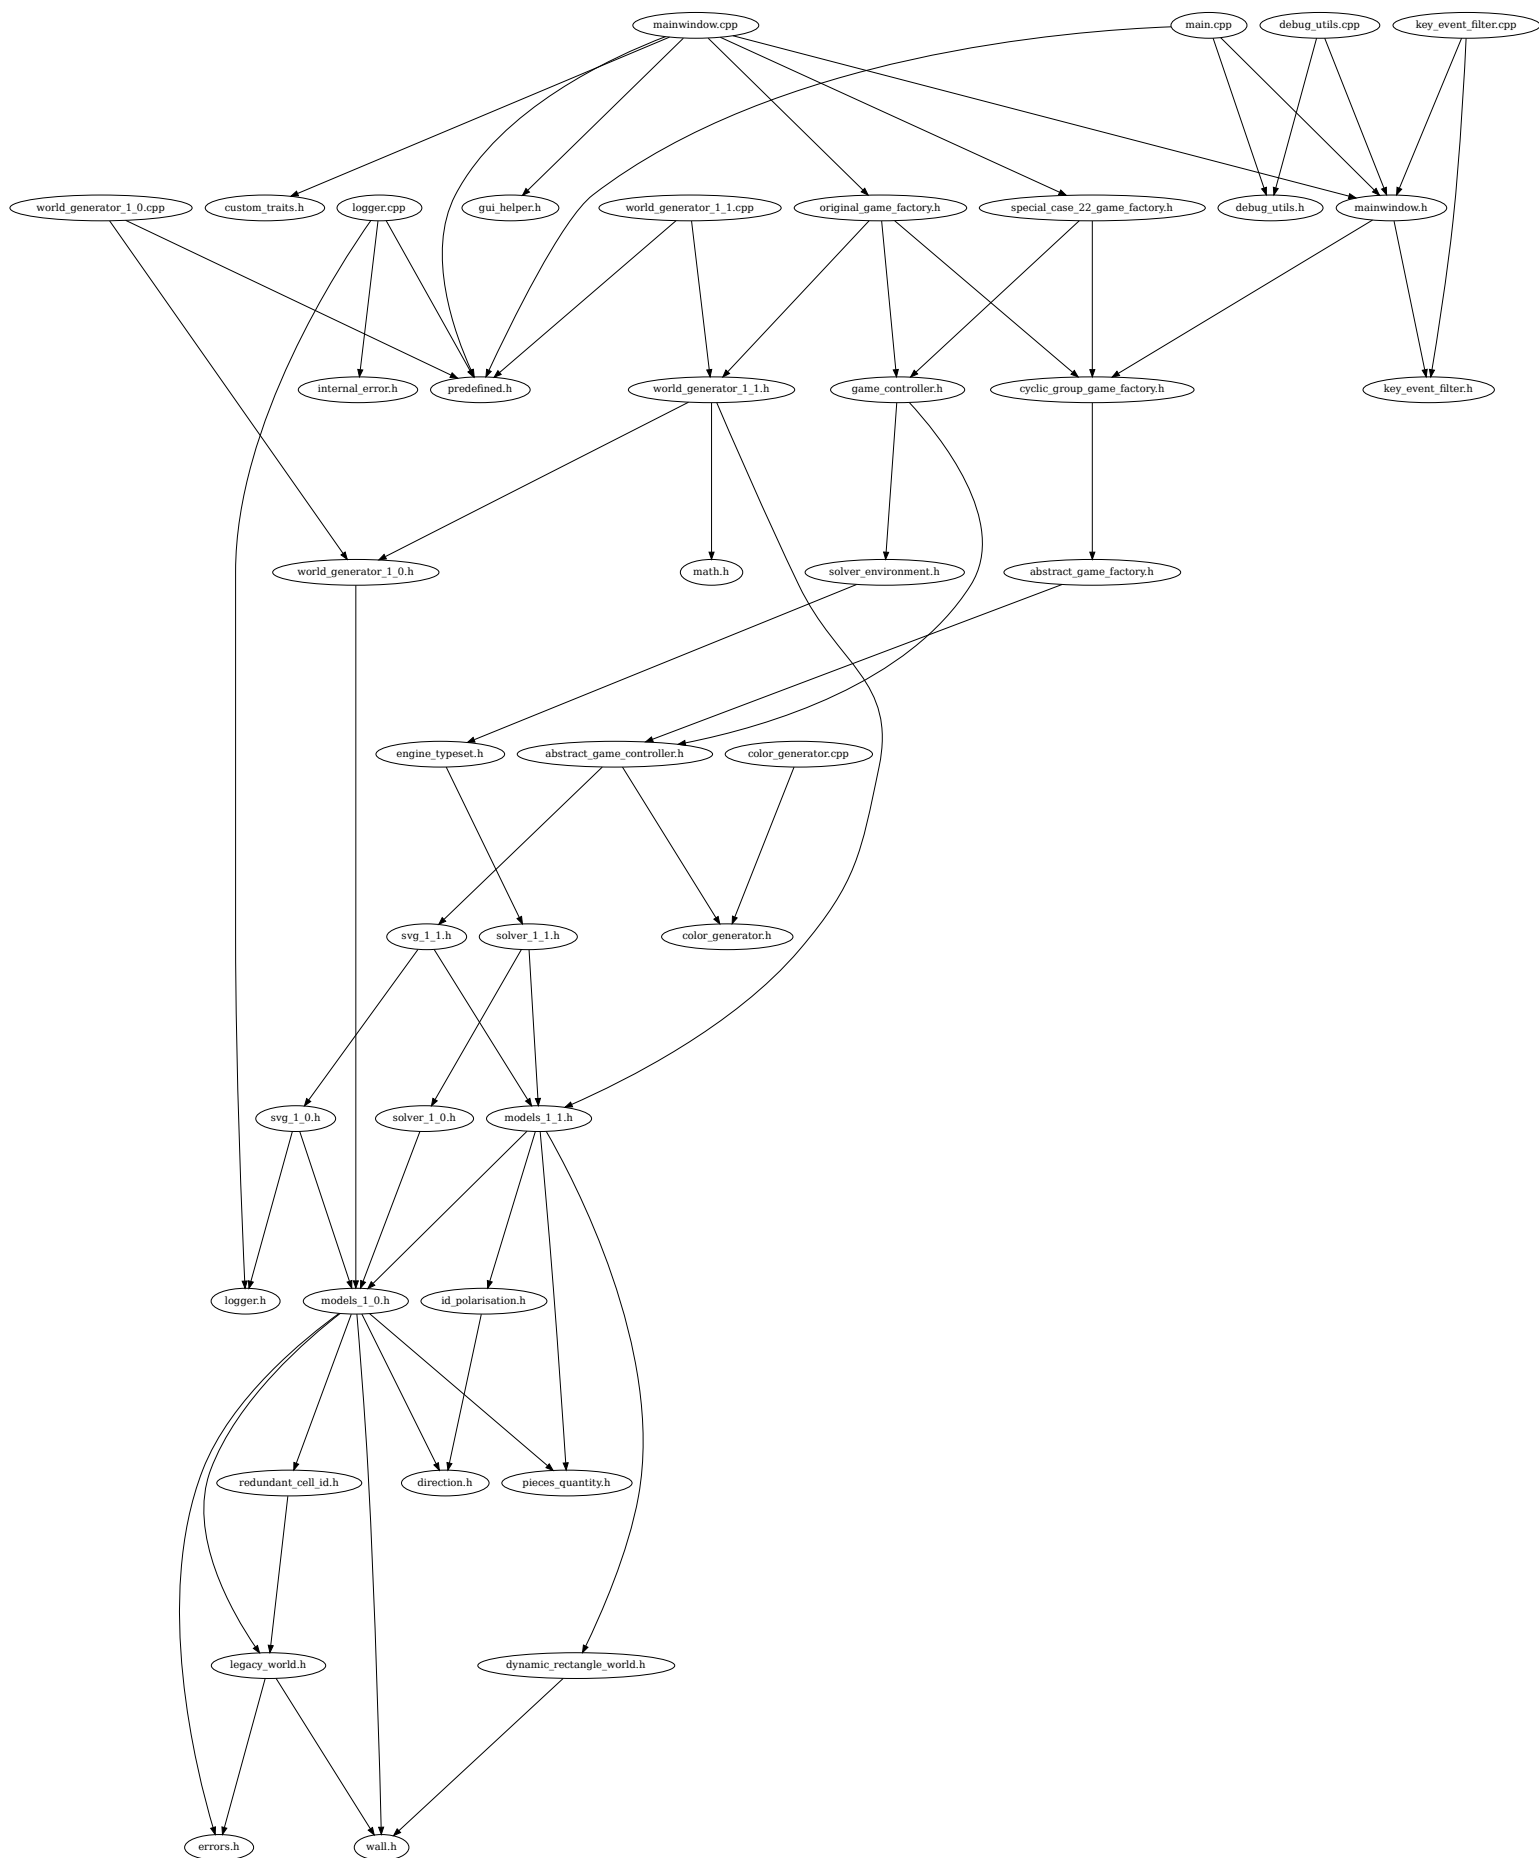 mainwindow.cpp
main.cpp
debug_utils.cpp
key_event_filter.cpp
world_generator_1_0.cpp
custom_traits.h
logger.cpp
gui_helper.h
world_generator_1_1.cpp
original_game_factory.h
special_case_22_game_factory.h
debug_utils.h
mainwindow.h
internal_error.h
predefined.h
world_generator_1_1.h
game_controller.h
cyclic_group_game_factory.h
key_event_filter.h
world_generator_1_0.h
math.h
solver_environment.h
abstract_game_factory.h
engine_typeset.h
abstract_game_controller.h
color_generator.cpp
svg_1_1.h
solver_1_1.h
color_generator.h
svg_1_0.h
solver_1_0.h
models_1_1.h
logger.h
models_1_0.h
id_polarisation.h
redundant_cell_id.h
direction.h
pieces_quantity.h
legacy_world.h
dynamic_rectangle_world.h
errors.h
wall.h